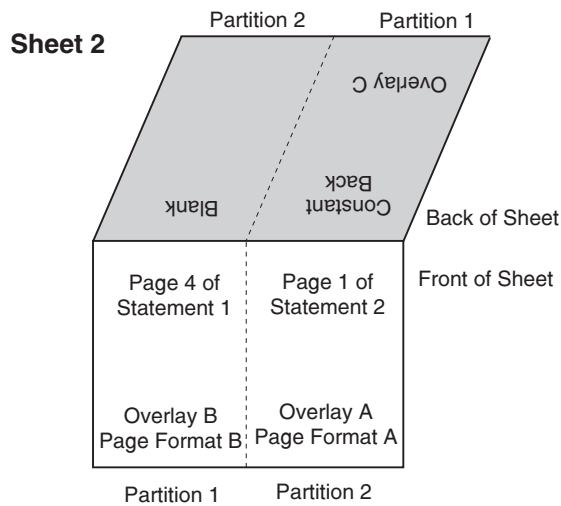 Sheet 2
Partition 2
Partition 1
Overlay C
Blank
Constant
Back
Back of Sheet
Front of Sheet
Page 4 of
Statement 1
Page 1 of
Statement 2
Overlay B
Page Format B
Overlay A
Page Format A
Partition 1
Partition 2